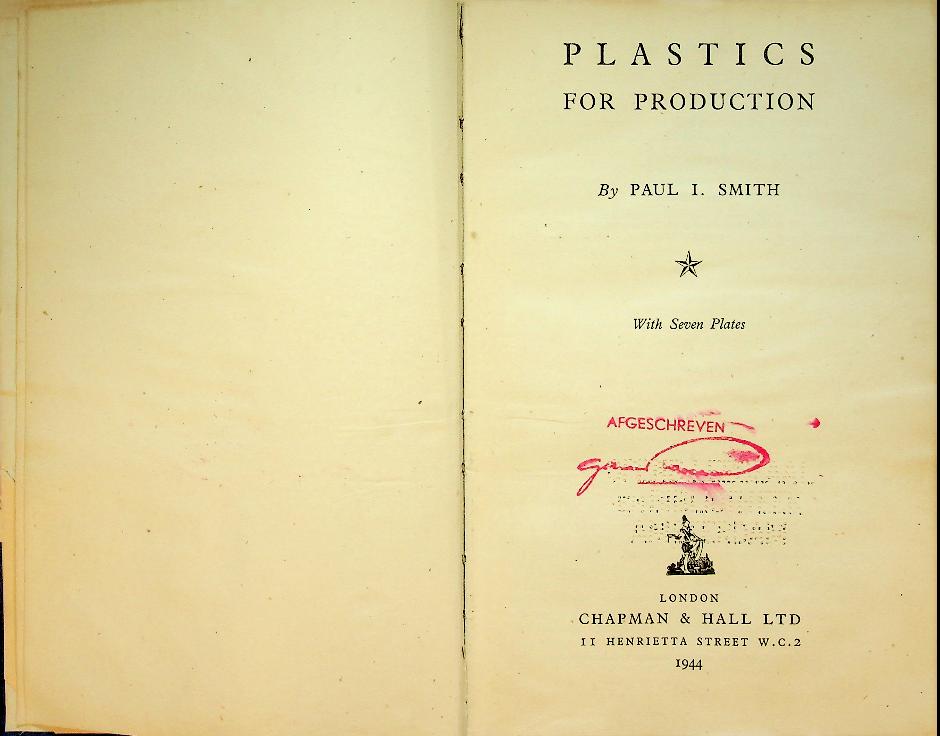 PLASTICS
FOR PRODUCTION
By PAUL I. SMITH
With Seven Plates
AFGESCHREVEN
LONDON
CHAPMAN & HALL LTD
11 HENRIETTA STREET W.C.2
1944